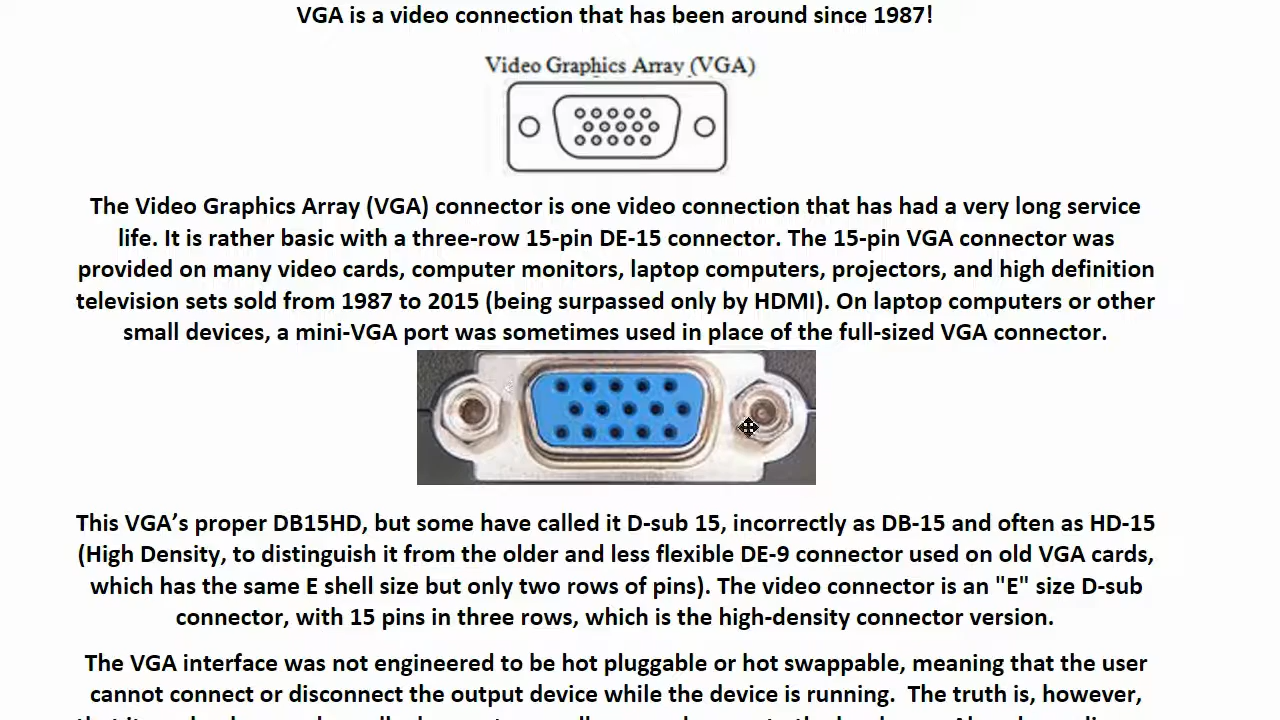 VGA is a video connection that has been around since 1987!
Video Graphics Array (VGA)
The Video Graphics Array (VGA) connector is one video connection that has had a very long service
life. It is rather basic with a three-row 15-pin DE-15 connector. The 15-pin VGA connector was
provided on many video cards, computer monitors, laptop computers, projectors, and high definition
television sets sold from 1987 to 2015 (being surpassed only by HDMI). On laptop computers or other
small devices, a mini-VGA port was sometimes used in place of the full-sized VGA connector.
This VGA’s proper DB15HD, but some have called it D-sub 15, incorrectly as DB-15 and often as HD-15
(High Density, to distinguish it from the older and less flexible DE-9 connector used on old VGA cards,
which has the same E shell size but only two rows of pins). The video connector is an "E" size D-sub
connector, with 15 pins in three rows, which is the high-density connector version.
The VGA interface was not engineered to be hot pluggable or hot swappable, meaning that the user
cannot connect or disconnect the output device while the device is running. The truth is, however,